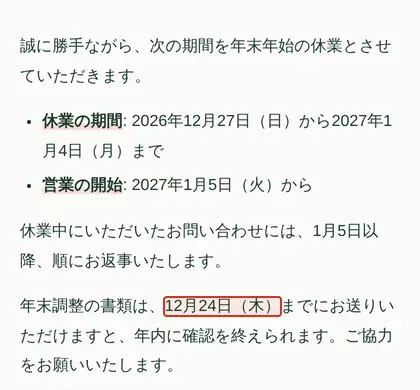 誠に勝手ながら、次の期間を年末年始の休業とさせ
ていただきます。
• 休業の期間: 2026年12月27日（日）から2027年1
月4日（月）まで
• 営業の開始: 2027年1月5日（火）から
休業中にいただいたお問い合わせには、1月5日以
降、順にお返事いたします。
年末調整の書類は、12月24日（木）までにお送りい
ただけますと、年内に確認を終えられます。ご協力
をお願いいたします。